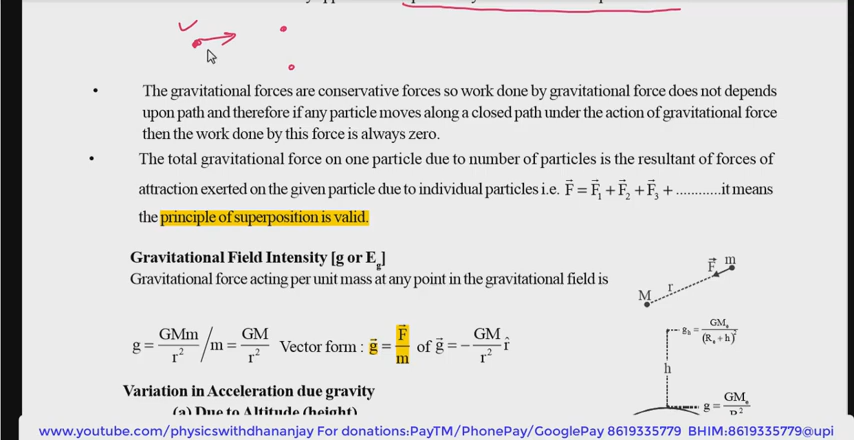 • The gravitational forces are conservative forces so work done by gravitational force does not depends
upon path and therefore if any particle moves along a closed path under the action of gravitational force
then the work done by this force is always zero.
• The total gravitational force on one particle due to number of particles is the resultant of forces of
attraction exerted on the given particle due to individual particles i.e. F⃗ = F⃗₁ + F⃗₂ + F⃗₃ + ............it means
the principle of superposition is valid.
Gravitational Field Intensity [g or E_g]
Gravitational force acting per unit mass at any point in the gravitational field is
F⃗ m
r
M
g = GMm/r² / m = GM/r² Vector form : g⃗ = F⃗/m of g⃗ = − GM/r² r̂
g_h = GM_e/(R_e + h)²
h
Variation in Acceleration due gravity
g = GM_e
(a) Due to Altitude (height)
www.youtube.com/physicswithdhananjay For donations:PayTM/PhonePay/GooglePay 8619335779 BHIM:8619335779@upi